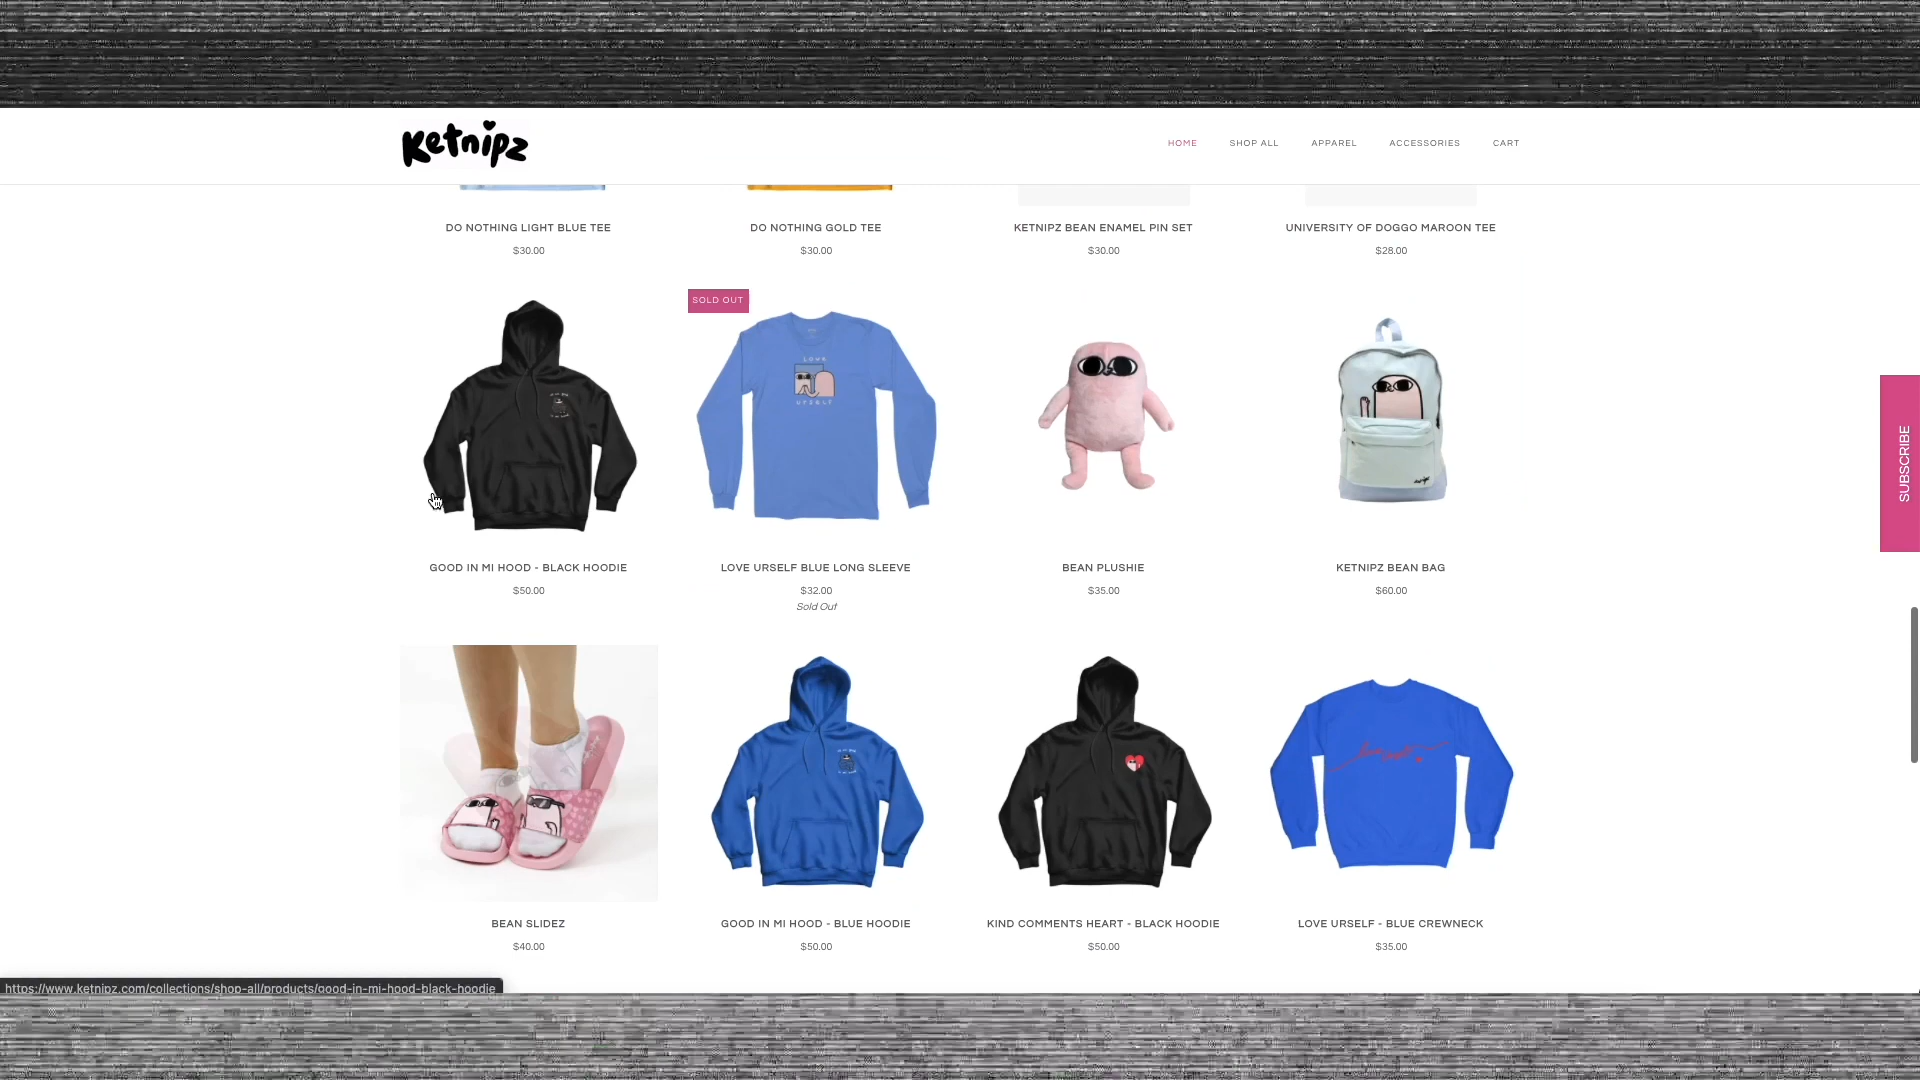 Ketnipz
HOME SHOP ALL APPAREL ACCESSORIES CART
DO NOTHING LIGHT BLUE TEE
$30.00
DO NOTHING GOLD TEE
$30.00
KETNIPZ BEAN ENAMEL PIN SET
$30.00
UNIVERSITY OF DOGGO MAROON TEE
$28.00
SOLD OUT
LOVE
URSELF
GOOD IN MI HOOD - BLACK HOODIE
$50.00
LOVE URSELF BLUE LONG SLEEVE
$32.00
Sold Out
BEAN PLUSHIE
$35.00
KETNIPZ BEAN BAG
$60.00
SUBSCRIBE
BEAN SLIDEZ
$40.00
GOOD IN MI HOOD - BLUE HOODIE
$50.00
KIND COMMENTS HEART - BLACK HOODIE
$50.00
LOVE URSELF - BLUE CREWNECK
$35.00
https://www.ketnipz.com/collections/shop-all/products/good-in-mi-hood-black-hoodie